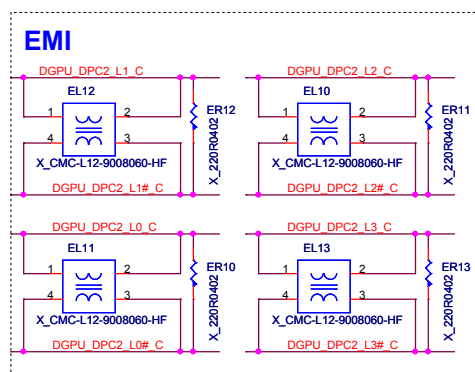 EMI
DGPU_DPC2_L1_C
EL12
1
2
4
3
X_CMC-L12-9008060-HF
DGPU_DPC2_L1#_C
ER12
X_220R0402
DGPU_DPC2_L2_C
EL10
1
2
4
3
X_CMC-L12-9008060-HF
DGPU_DPC2_L2#_C
ER11
X_220R0402
DGPU_DPC2_L0_C
EL11
1
2
4
3
X_CMC-L12-9008060-HF
DGPU_DPC2_L0#_C
ER10
X_220R0402
DGPU_DPC2_L3_C
EL13
1
2
4
3
X_CMC-L12-9008060-HF
DGPU_DPC2_L3#_C
ER13
X_220R0402